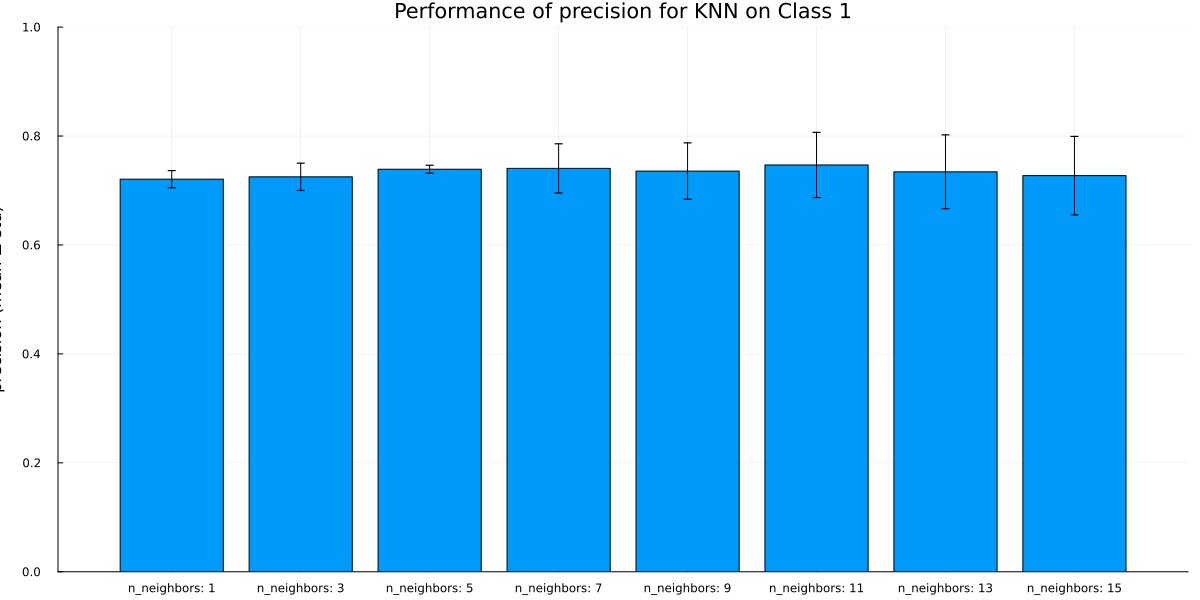 Performance of precision for KNN on Class 1
1.0
0.8
0.6
0.4
0.2
0.0
n_neighbors: 1
n_neighbors: 3
n_neighbors: 5
n_neighbors: 7
n_neighbors: 9
n_neighbors: 11
n_neighbors: 13
n_neighbors: 15